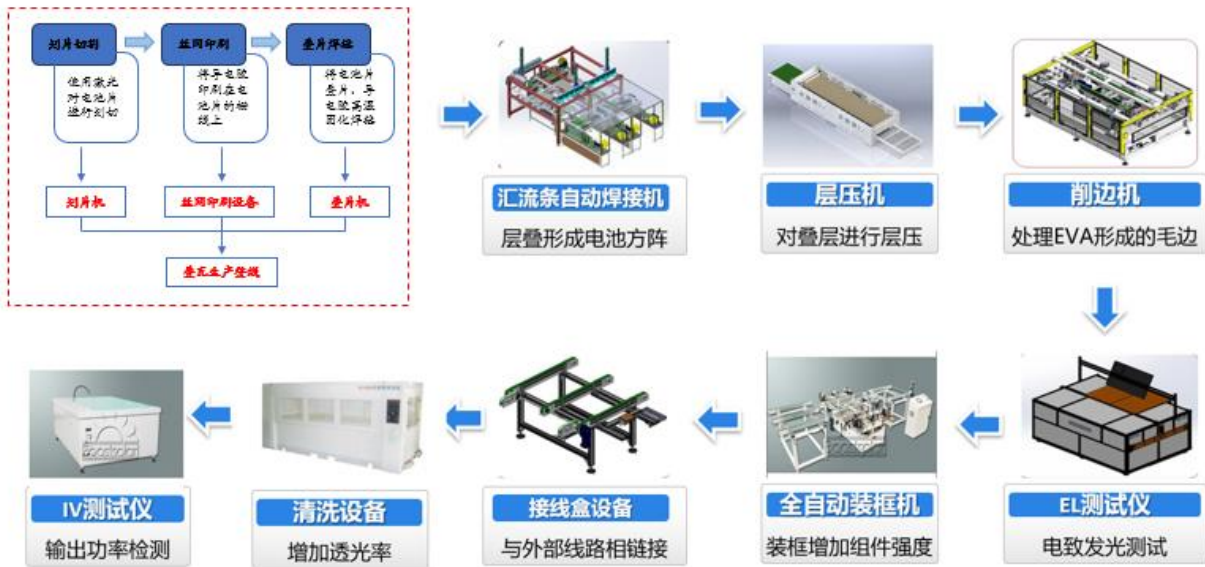 划片切割
丝网印刷
叠片焊接
使用激光
对电池片
进行划切
将导电胶
印刷在电
池片的栅
线上
将电池片
叠片，导
电胶高温
固化焊接
划片机
丝网印刷设备
叠片机
叠瓦生产整线
汇流条自动焊接机
层叠形成电池方阵
层压机
对叠层进行层压
削边机
处理EVA形成的毛边
IV测试仪
输出功率检测
清洗设备
增加透光率
接线盒设备
与外部线路相链接
全自动装框机
装框增加组件强度
EL测试仪
电致发光测试